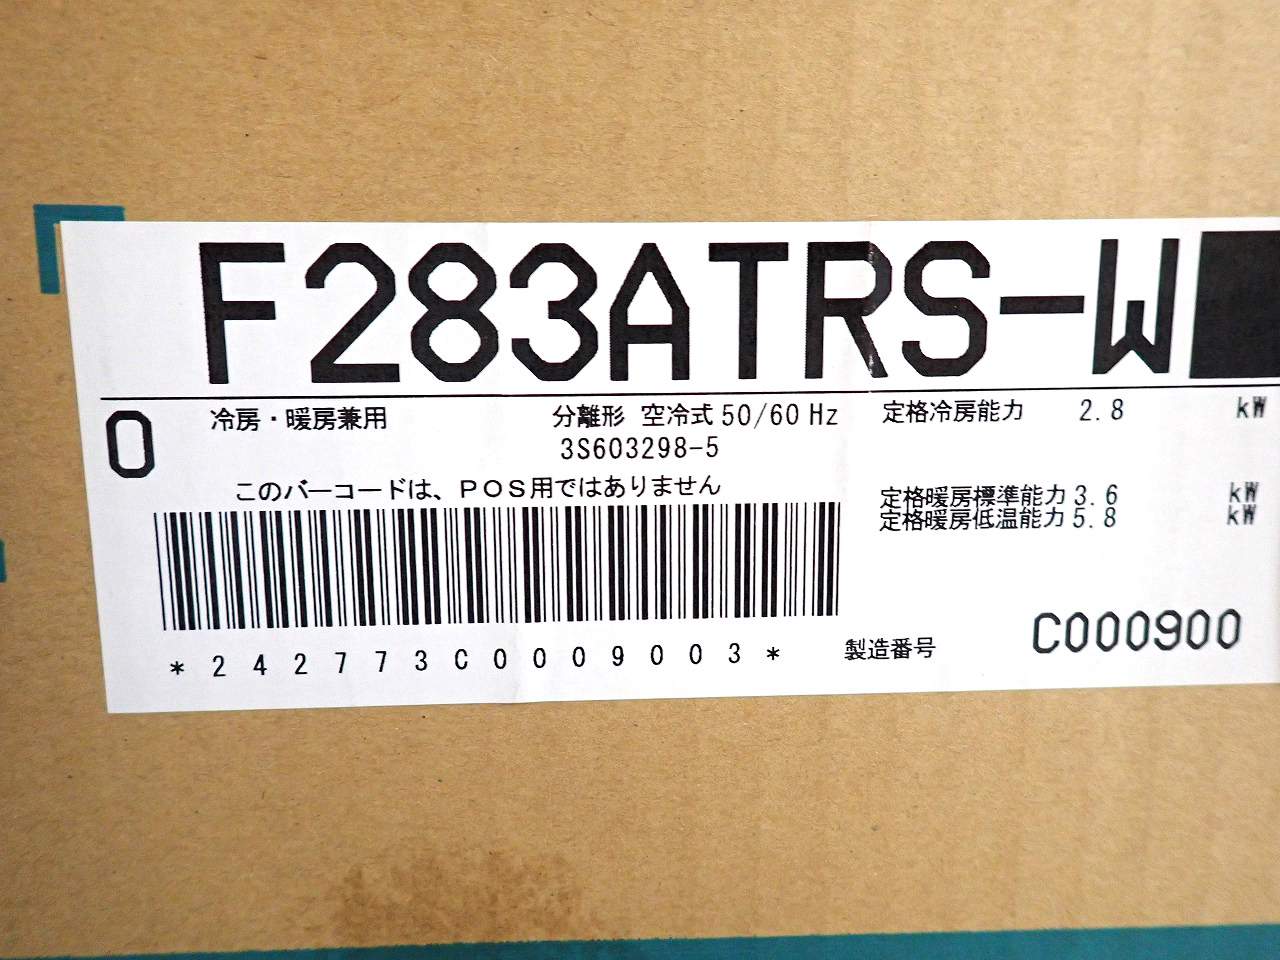 F283ATRS-W
0
冷房・暖房兼用
分離形 空冷式 50/60 Hz
3S603298-5
このバーコードは、POS用ではありません
*242773C0009003*
定格冷房能力 2.8 kW
定格暖房標準能力 3.6 kW
定格暖房低温能力 5.8 kW
製造番号 C000900